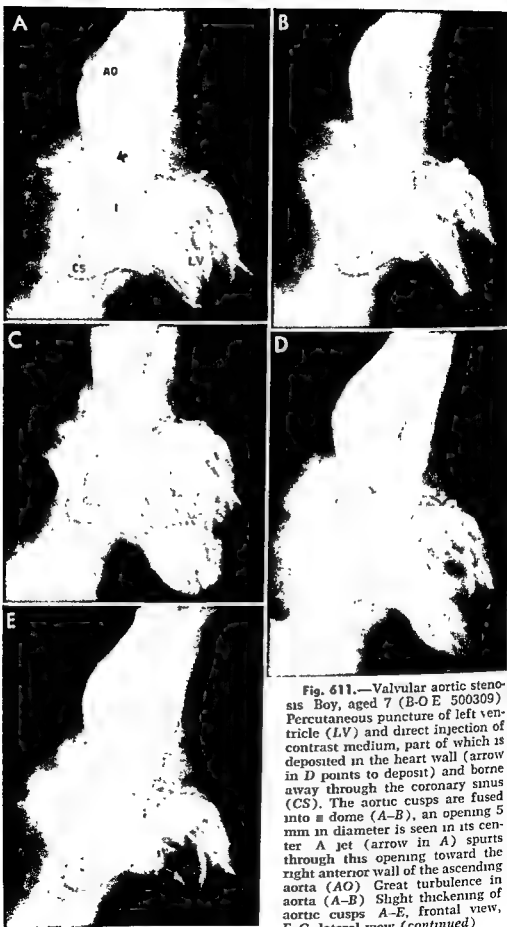 A
AO
I
CS
LV
B
C
D
E
Fig. 611.—Valvular aortic steno-
sis Boy, aged 7 (B-O E 500309)
Percutaneous puncture of left ven-
tricle (LV) and direct injection of
contrast medium, part of which is
deposited in the heart wall (arrow
in D points to deposit) and borne
away through the coronary sinus
(CS). The aortic cusps are fused
into dome (A–B), an opening 5
mm in diameter is seen in its cen-
ter A jet (arrow in A) spurts
through this opening toward the
right anterior wall of the ascending
aorta (AO) Great turbulence in
aorta (A–B) Slight thickening of
aortic cusps A–E, frontal view,
lateral view (continued)